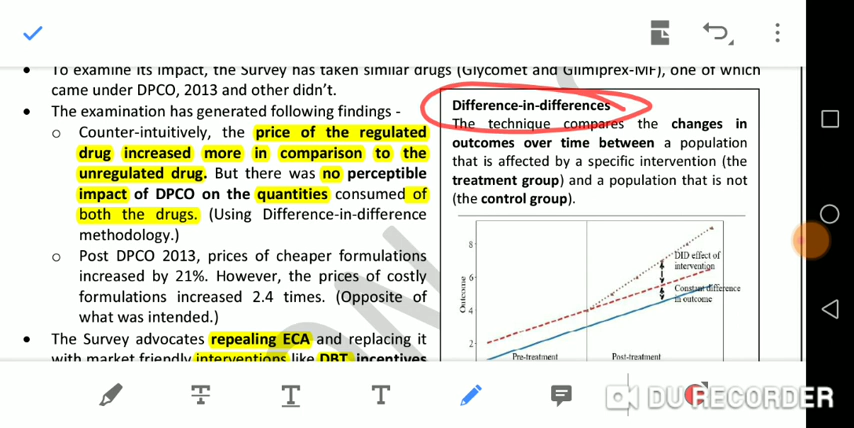 To examine its impact, the Survey has taken similar drugs (Glycomet and Glimiprex-MF), one of which
came under DPCO, 2013 and other didn't.
The examination has generated following findings -
Counter-intuitively, the price of the regulated
drug increased more in comparison to the
unregulated drug. But there was no perceptible
impact of DPCO on the quantities consumed of
both the drugs. (Using Difference-in-difference
methodology.)
Post DPCO 2013, prices of cheaper formulations
increased by 21%. However, the prices of costly
formulations increased 2.4 times. (Opposite of
what was intended.)
The Survey advocates repealing ECA and replacing it
with market friendly interventions like DBT incentives
Difference-in-differences
The technique compares the changes in
outcomes over time between a population
that is affected by a specific intervention (the
treatment group) and a population that is not
(the control group).
8
6
4
2
Outcome
DID effect of
intervention
Constant difference
in outcome
Pre-treatment
Post-treatment
T
T
T
DU RECORDER